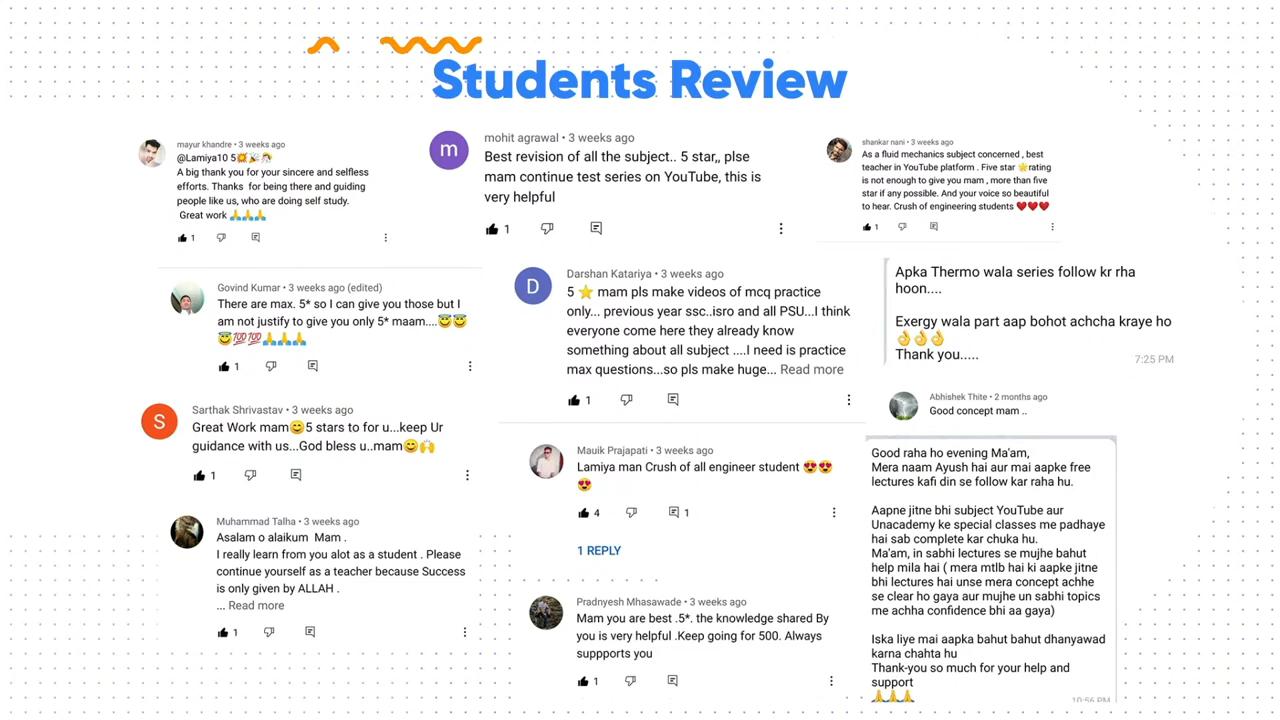 Students Review
mayur khandre • 3 weeks ago
@Lamiya10 5💥🎉🎊
A big thank you for your sincere and selfless
efforts. Thanks for being there and guiding
people like us, who are doing self study.
Great work 🙏🙏🙏
1
Govind Kumar • 3 weeks ago (edited)
There are max. 5* so I can give you those but I
am not justify to give you only 5* maam....😇😇
😇💯💯🙏🙏🙏
1
S
Sarthak Shrivastav • 3 weeks ago
Great Work mam😊5 stars to for u...keep Ur
guidance with us...God bless u..mam😊🙌
1
Muhammad Talha • 3 weeks ago
Asalam o alaikum Mam .
I really learn from you alot as a student . Please
continue yourself as a teacher because Success
is only given by ALLAH .
... Read more
1
m
mohit agrawal • 3 weeks ago
Best revision of all the subject.. 5 star,, plse
mam continue test series on YouTube, this is
very helpful
1
D
Darshan Katariya • 3 weeks ago
5 ⭐ mam pls make videos of mcq practice
only... previous year ssc..isro and all PSU...I think
everyone come here they already know
something about all subject ....I need is practice
max questions...so pls make huge... Read more
1
Mauik Prajapati • 3 weeks ago
Lamiya man Crush of all engineer student 😍😍
😍
4 1
1 REPLY
Pradnyesh Mhasawade • 3 weeks ago
Mam you are best .5*. the knowledge shared By
you is very helpful .Keep going for 500. Always
suppports you
1
shankar nani • 3 weeks ago
As a fluid mechanics subject concerned , best
teacher in YouTube platform . Five star 🌟rating
is not enough to give you mam , more than five
star if any possible. And your voice so beautiful
to hear. Crush of engineering students ❤️❤️❤️
1
Apka Thermo wala series follow kr rha
hoon....
Exergy wala part aap bohot achcha kraye ho
👌👌👌
Thank you.....
7:25 PM
Abhishek Thite • 2 months ago
Good concept mam ..
Good raha ho evening Ma'am,
Mera naam Ayush hai aur mai aapke free
lectures kafi din se follow kar raha hu.
Aapne jitne bhi subject YouTube aur
Unacademy ke special classes me padhaye
hai sab complete kar chuka hu.
Ma'am, in sabhi lectures se mujhe bahut
help mila hai ( mera mtlb hai ki aapke jitne
bhi lectures hai unse mera concept achhe
se clear ho gaya aur mujhe un sabhi topics
me achha confidence bhi aa gaya)
Iska liye mai aapka bahut bahut dhanyawad
karna chahta hu
Thank-you so much for your help and
support
🙏🙏🙏
10:56 PM